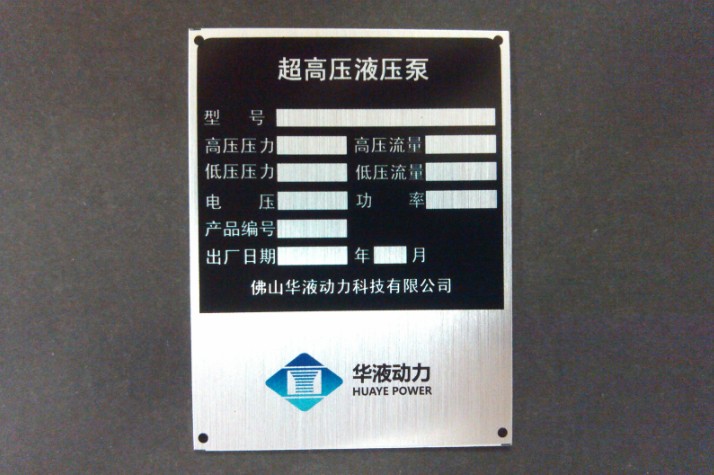 超高压液压泵
型 号
高压压力 高压流量
低压压力 低压流量
电 压 功 率
产品编号
出厂日期 年 月
佛山华液动力科技有限公司
华液动力
HUAYE POWER